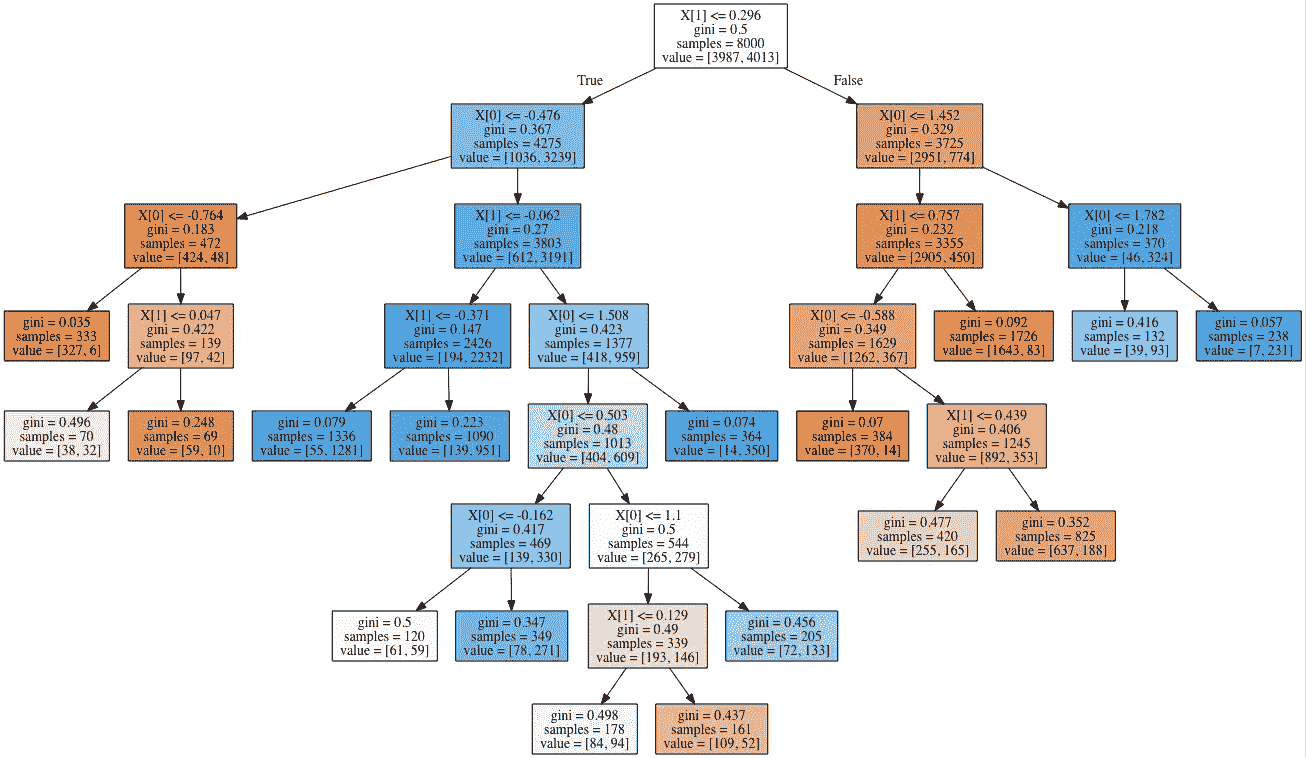 X[1] <= 0.296
gini = 0.5
samples = 8000
value = [3987, 4013]
True
False
X[0] <= -0.476
gini = 0.367
samples = 4275
value = [1036, 3239]
X[0] <= 1.452
gini = 0.329
samples = 3725
value = [2951, 774]
X[0] <= -0.764
gini = 0.183
samples = 472
value = [424, 48]
X[1] <= -0.062
gini = 0.27
samples = 3803
value = [612, 3191]
X[1] <= 0.757
gini = 0.232
samples = 3355
value = [2905, 450]
X[0] <= 1.782
gini = 0.218
samples = 370
value = [46, 324]
gini = 0.035
samples = 333
value = [327, 6]
X[1] <= 0.047
gini = 0.422
samples = 139
value = [97, 42]
X[1] <= -0.371
gini = 0.147
samples = 2426
value = [194, 2232]
X[0] <= 1.508
gini = 0.423
samples = 1377
value = [418, 959]
X[0] <= -0.588
gini = 0.349
samples = 1629
value = [1262, 367]
gini = 0.092
samples = 1726
value = [1643, 83]
gini = 0.416
samples = 132
value = [39, 93]
gini = 0.057
samples = 238
value = [7, 231]
gini = 0.496
samples = 70
value = [38, 32]
gini = 0.248
samples = 69
value = [59, 10]
gini = 0.079
samples = 1336
value = [55, 1281]
gini = 0.223
samples = 1090
value = [139, 951]
X[0] <= 0.503
gini = 0.48
samples = 1013
value = [404, 609]
gini = 0.074
samples = 364
value = [14, 350]
gini = 0.07
samples = 384
value = [370, 14]
X[1] <= 0.439
gini = 0.406
samples = 1245
value = [892, 353]
X[0] <= -0.162
gini = 0.417
samples = 469
value = [139, 330]
X[0] <= 1.1
gini = 0.5
samples = 544
value = [265, 279]
gini = 0.477
samples = 420
value = [255, 165]
gini = 0.352
samples = 825
value = [637, 188]
gini = 0.5
samples = 120
value = [61, 59]
gini = 0.347
samples = 349
value = [78, 271]
X[1] <= 0.129
gini = 0.49
samples = 339
value = [193, 146]
gini = 0.456
samples = 205
value = [72, 133]
gini = 0.498
samples = 178
value = [84, 94]
gini = 0.437
samples = 161
value = [109, 52]